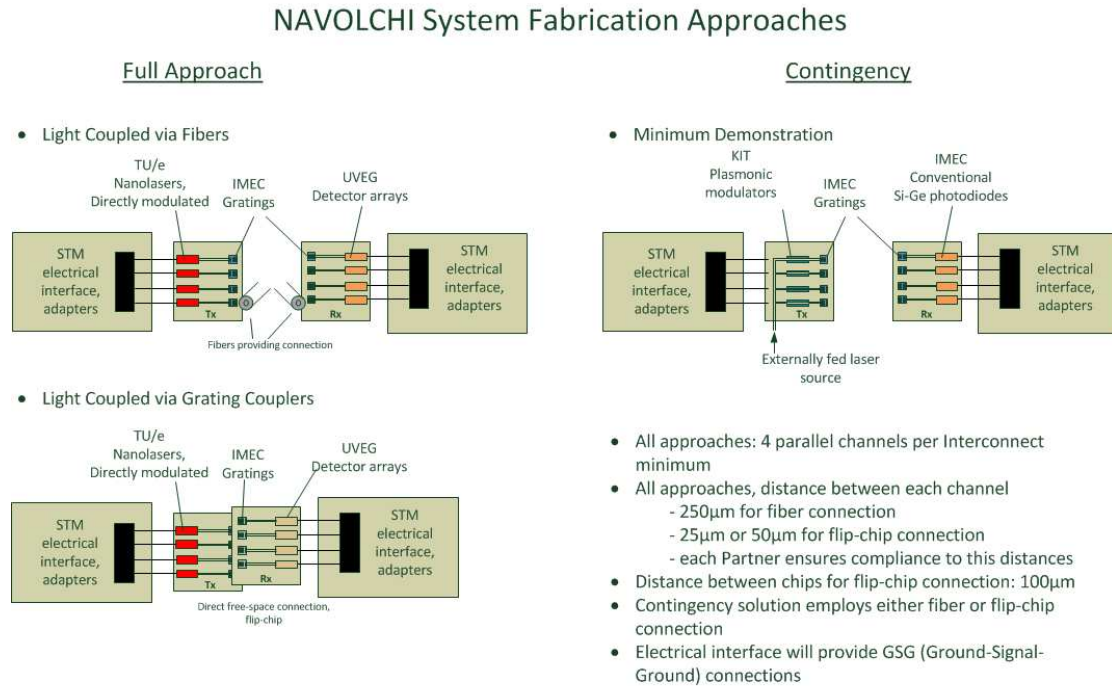 NAVOLCHI System Fabrication Approaches
Full Approach
• Light Coupled via Fibers
TU/e
Nanolasers,
Directly modulated
IMEC
Gratings
UVEG
Detector arrays
STM
electrical
interface,
adapters
Tx
Rx
STM
electrical
interface,
adapters
Fibers providing connection
• Light Coupled via Grating Couplers
TU/e
Nanolasers,
Directly modulated
IMEC
Gratings
UVEG
Detector arrays
STM
electrical
interface,
adapters
Tx
Rx
STM
electrical
interface,
adapters
Direct free-space connection,
flip-chip
Contingency
• Minimum Demonstration
KIT
Plasmonic
modulators
IMEC
Gratings
IMEC
Conventional
Si-Ge photodiodes
STM
electrical
interface,
adapters
Tx
Rx
STM
electrical
interface,
adapters
Externally fed laser
source
• All approaches: 4 parallel channels per Interconnect
minimum
• All approaches, distance between each channel
- 250µm for fiber connection
- 25µm or 50µm for flip-chip connection
- each Partner ensures compliance to this distances
• Distance between chips for flip-chip connection: 100µm
• Contingency solution employs either fiber or flip-chip
connection
• Electrical interface will provide GSG (Ground-Signal-
Ground) connections